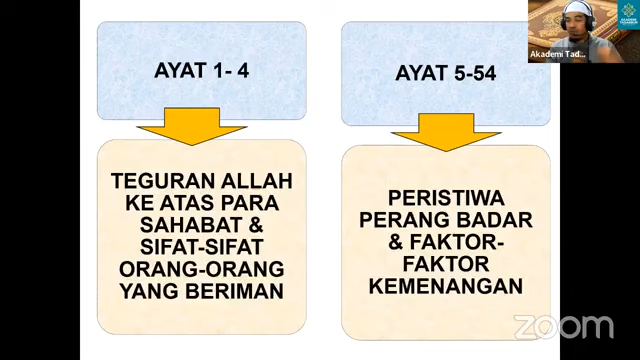 AYAT 1- 4
TEGURAN ALLAH
KE ATAS PARA
SAHABAT &
SIFAT-SIFAT
ORANG-ORANG
YANG BERIMAN
AYAT 5-54
PERISTIWA
PERANG BADAR
& FAKTOR-
FAKTOR
KEMENANGAN
Akademi Tad...
zoom